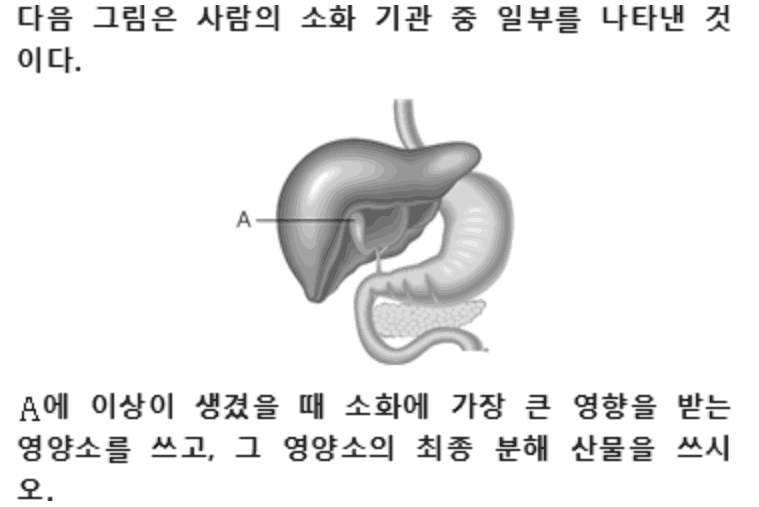 다음 그림은 사람의 소화 기관 중 일부를 나타낸 것
이다.
A
A에 이상이 생겼을 때 소화에 가장 큰 영향을 받는
영양소를 쓰고, 그 영양소의 최종 분해 산물을 쓰시
오.